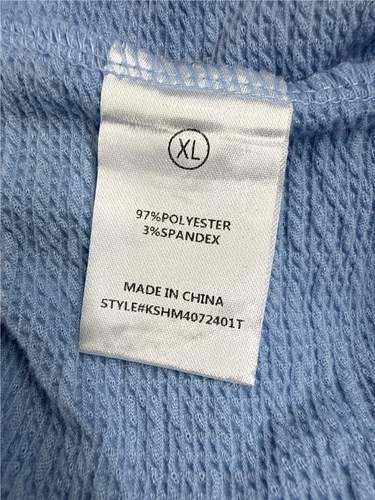 XL
97%POLYESTER
3%SPANDEX
MADE IN CHINA
STYLE#KSHM4072401T